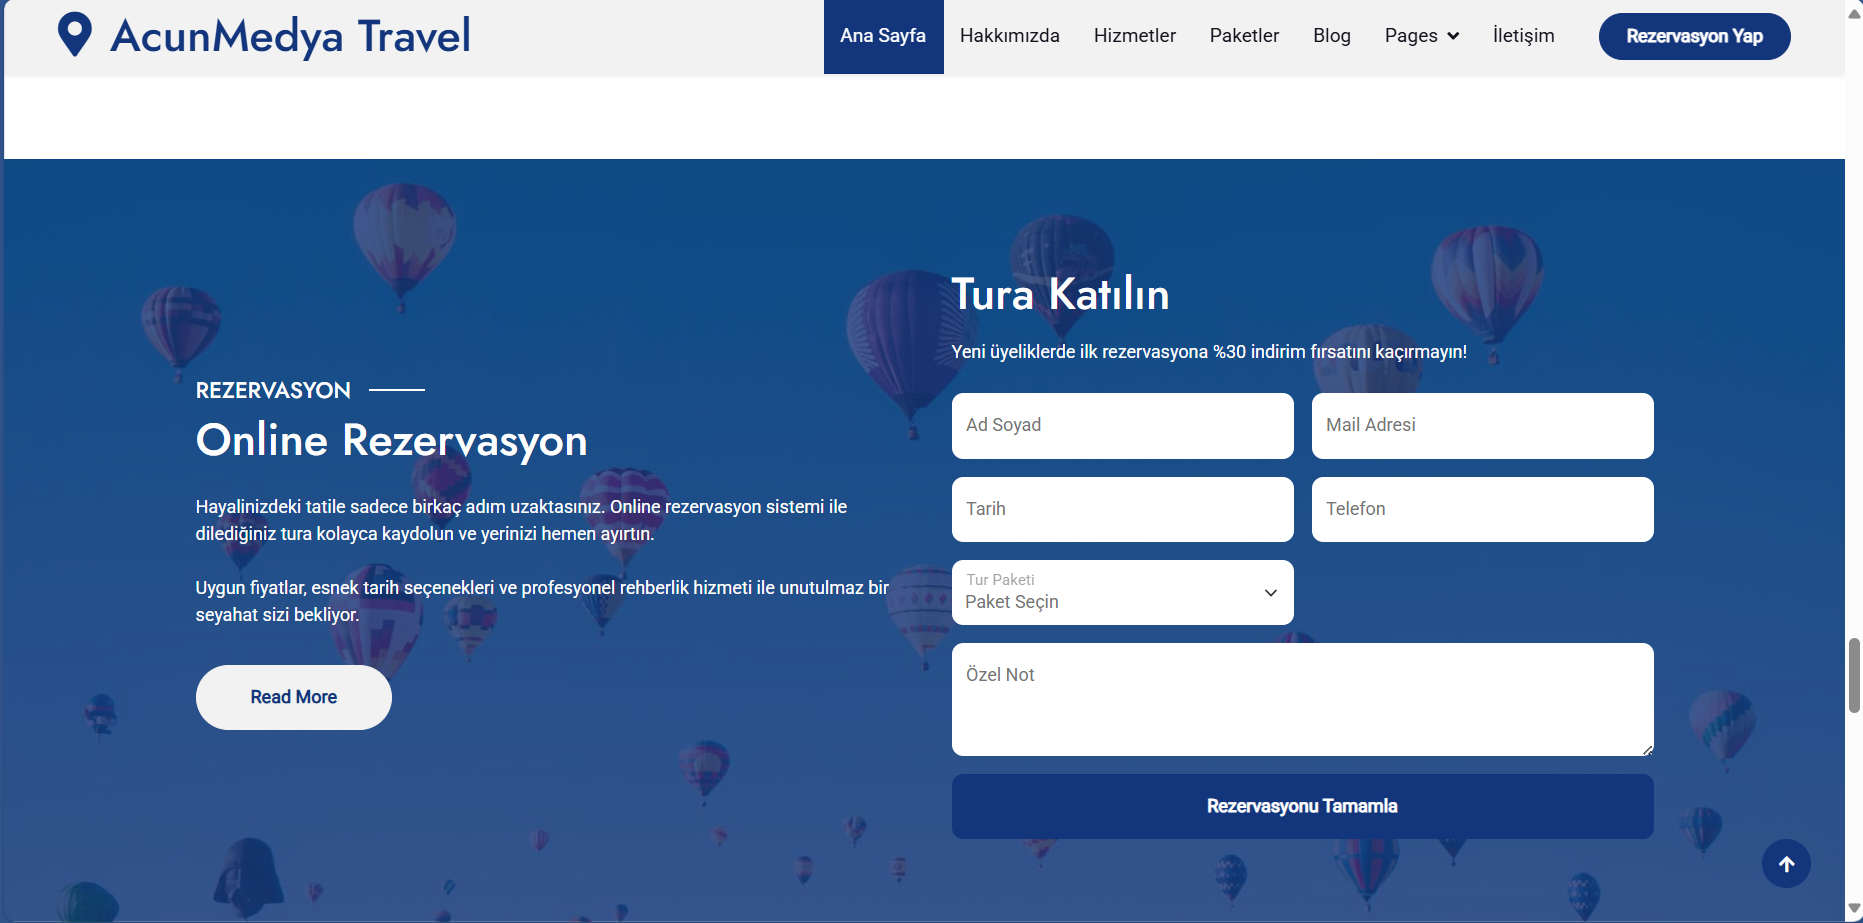 AcunMedya Travel
Ana Sayfa
Hakkımızda
Hizmetler
Paketler
Blog
Pages
İletişim
Rezervasyon Yap
REZERVASYON
Online Rezervasyon
Hayalinizdeki tatile sadece birkaç adım uzaktasınız. Online rezervasyon sistemi ile
dilediğiniz tura kolayca kaydolun ve yerinizi hemen ayırtın.
Uygun fiyatlar, esnek tarih seçenekleri ve profesyonel rehberlik hizmeti ile unutulmaz bir
seyahat sizi bekliyor.
Read More
Tura Katılın
Yeni üyeliklerde ilk rezervasyona %30 indirim fırsatını kaçırmayın!
Ad Soyad
Mail Adresi
Tarih
Telefon
Tur Paketi
Paket Seçin
Özel Not
Rezervasyonu Tamamla